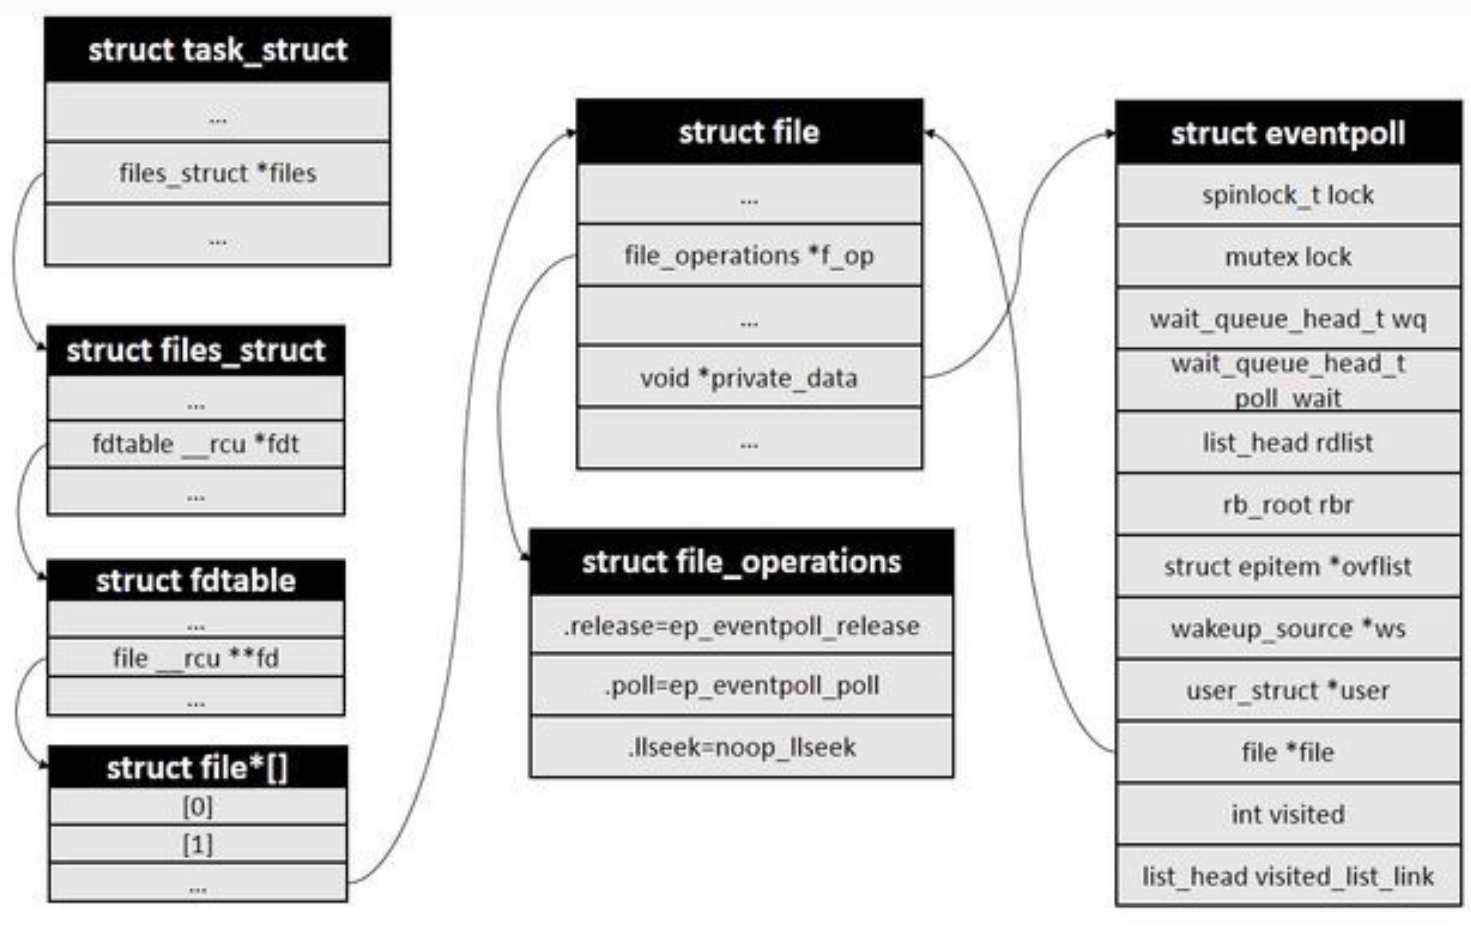 struct task_struct
...
files_struct *files
...
struct files_struct
...
fdtable __rcu *fdt
...
struct fdtable
...
file __rcu **fd
...
struct file*[]
[0]
[1]
...
struct file
...
file_operations *f_op
...
void *private_data
...
struct file_operations
.release=ep_eventpoll_release
.poll=ep_eventpoll_poll
.llseek=noop_llseek
struct eventpoll
spinlock_t lock
mutex lock
wait_queue_head_t wq
wait_queue_head_t
poll_wait
list_head rdlist
rb_root rbr
struct epitem *ovflist
wakeup_source *ws
user_struct *user
file *file
int visited
list_head visited_list_link